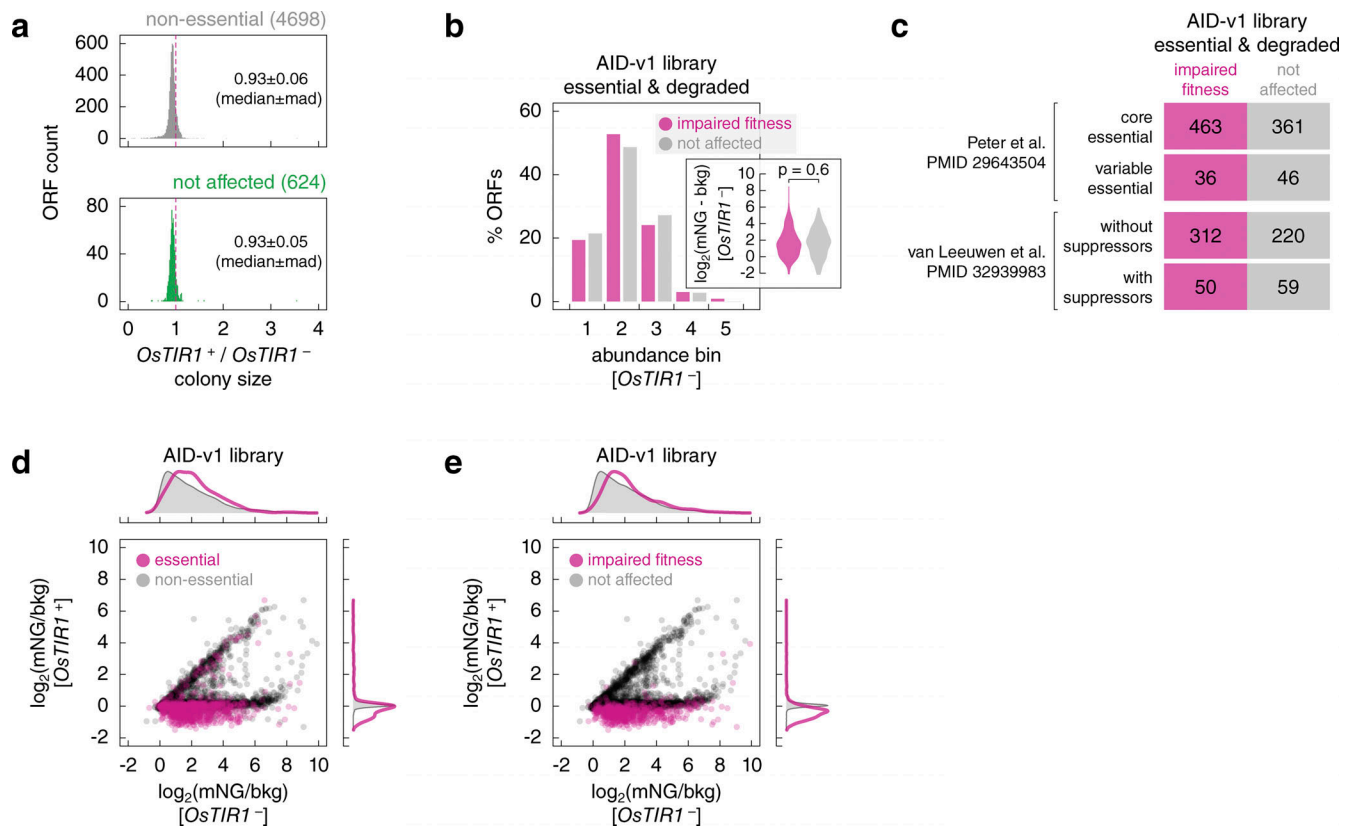 a
non-essential (4698)
600
400
200
0
0.93±0.06
(median±mad)
ORF count
not affected (624)
80
40
0
0.93±0.05
(median±mad)
0 1 2 3 4
OsTIR1⁺ / OsTIR1⁻
colony size
b
AID-v1 library
essential & degraded
60
40
20
0
% ORFs
impaired fitness
not affected
p = 0.6
log₂(mNG - bkg)
[OsTIR1⁻]
10
8
6
4
2
0
-2
1 2 3 4 5
abundance bin
[OsTIR1⁻]
c
AID-v1 library
essential & degraded
impaired
fitness
not
affected
Peter et al.
PMID 29643504
core
essential
463 361
variable
essential
36 46
van Leeuwen et al.
PMID 32939983
without
suppressors
312 220
with
suppressors
50 59
d
AID-v1 library
essential
non-essential
10
8
6
4
2
0
-2
log₂(mNG/bkg)
[OsTIR1⁺]
-2 0 2 4 6 8 10
log₂(mNG/bkg)
[OsTIR1⁻]
e
AID-v1 library
impaired fitness
not affected
10
8
6
4
2
0
-2
log₂(mNG/bkg)
[OsTIR1⁺]
-2 0 2 4 6 8 10
log₂(mNG/bkg)
[OsTIR1⁻]